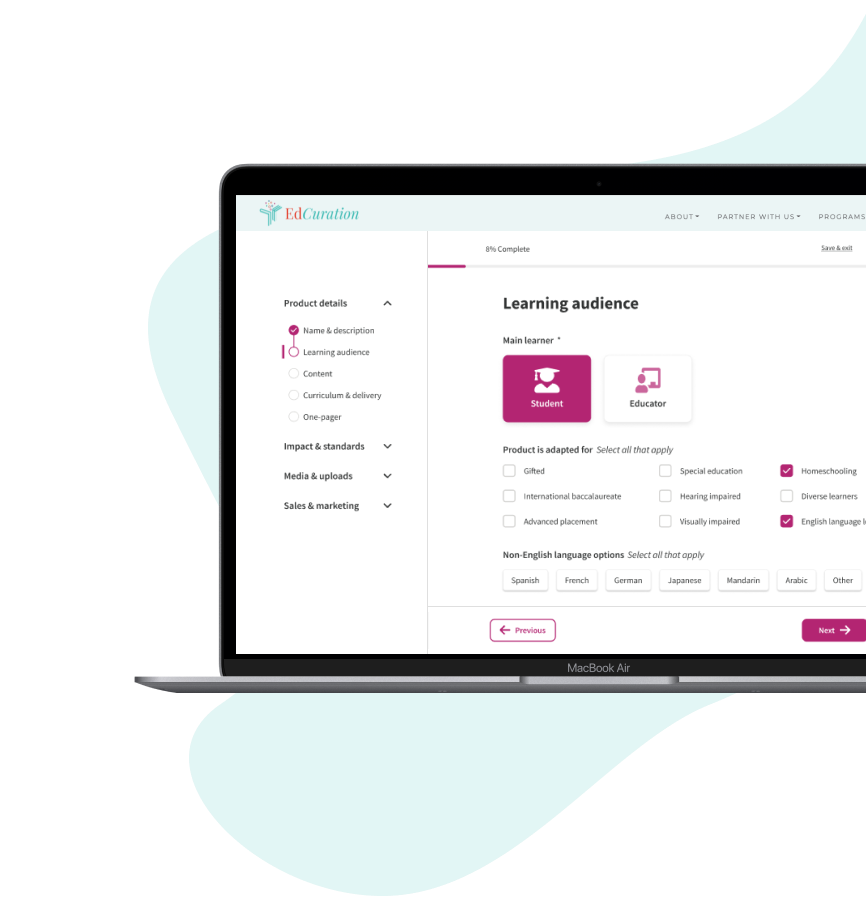 EdCuration
ABOUT PARTNER WITH US PROGRAMS
8% Complete Save & exit
Product details
Name & description
Learning audience
Content
Curriculum & delivery
One-pager
Impact & standards
Media & uploads
Sales & marketing
Learning audience
Main learner *
Student Educator
Product is adapted for Select all that apply
Gifted Special education Homeschooling
International baccalaureate Hearing impaired Diverse learners
Advanced placement Visually impaired English language
Non-English language options Select all that apply
Spanish French German Japanese Mandarin Arabic Other
Previous Next
MacBook Air